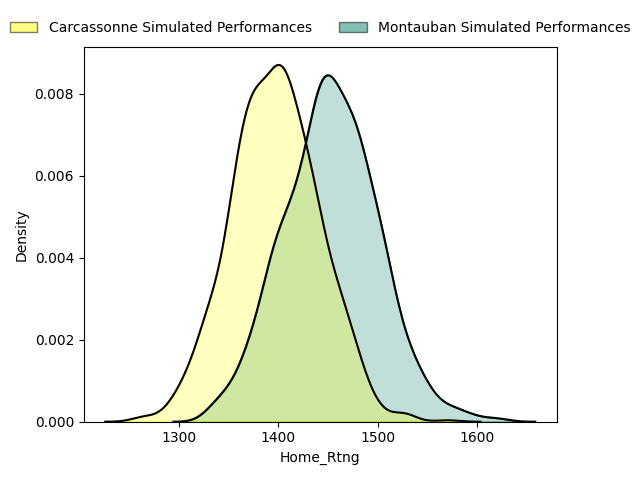 Carcassonne Simulated Performances
Montauban Simulated Performances
0.008
0.006
0.004
0.002
0.000
Density
1300
1400
1500
1600
Home_Rtng